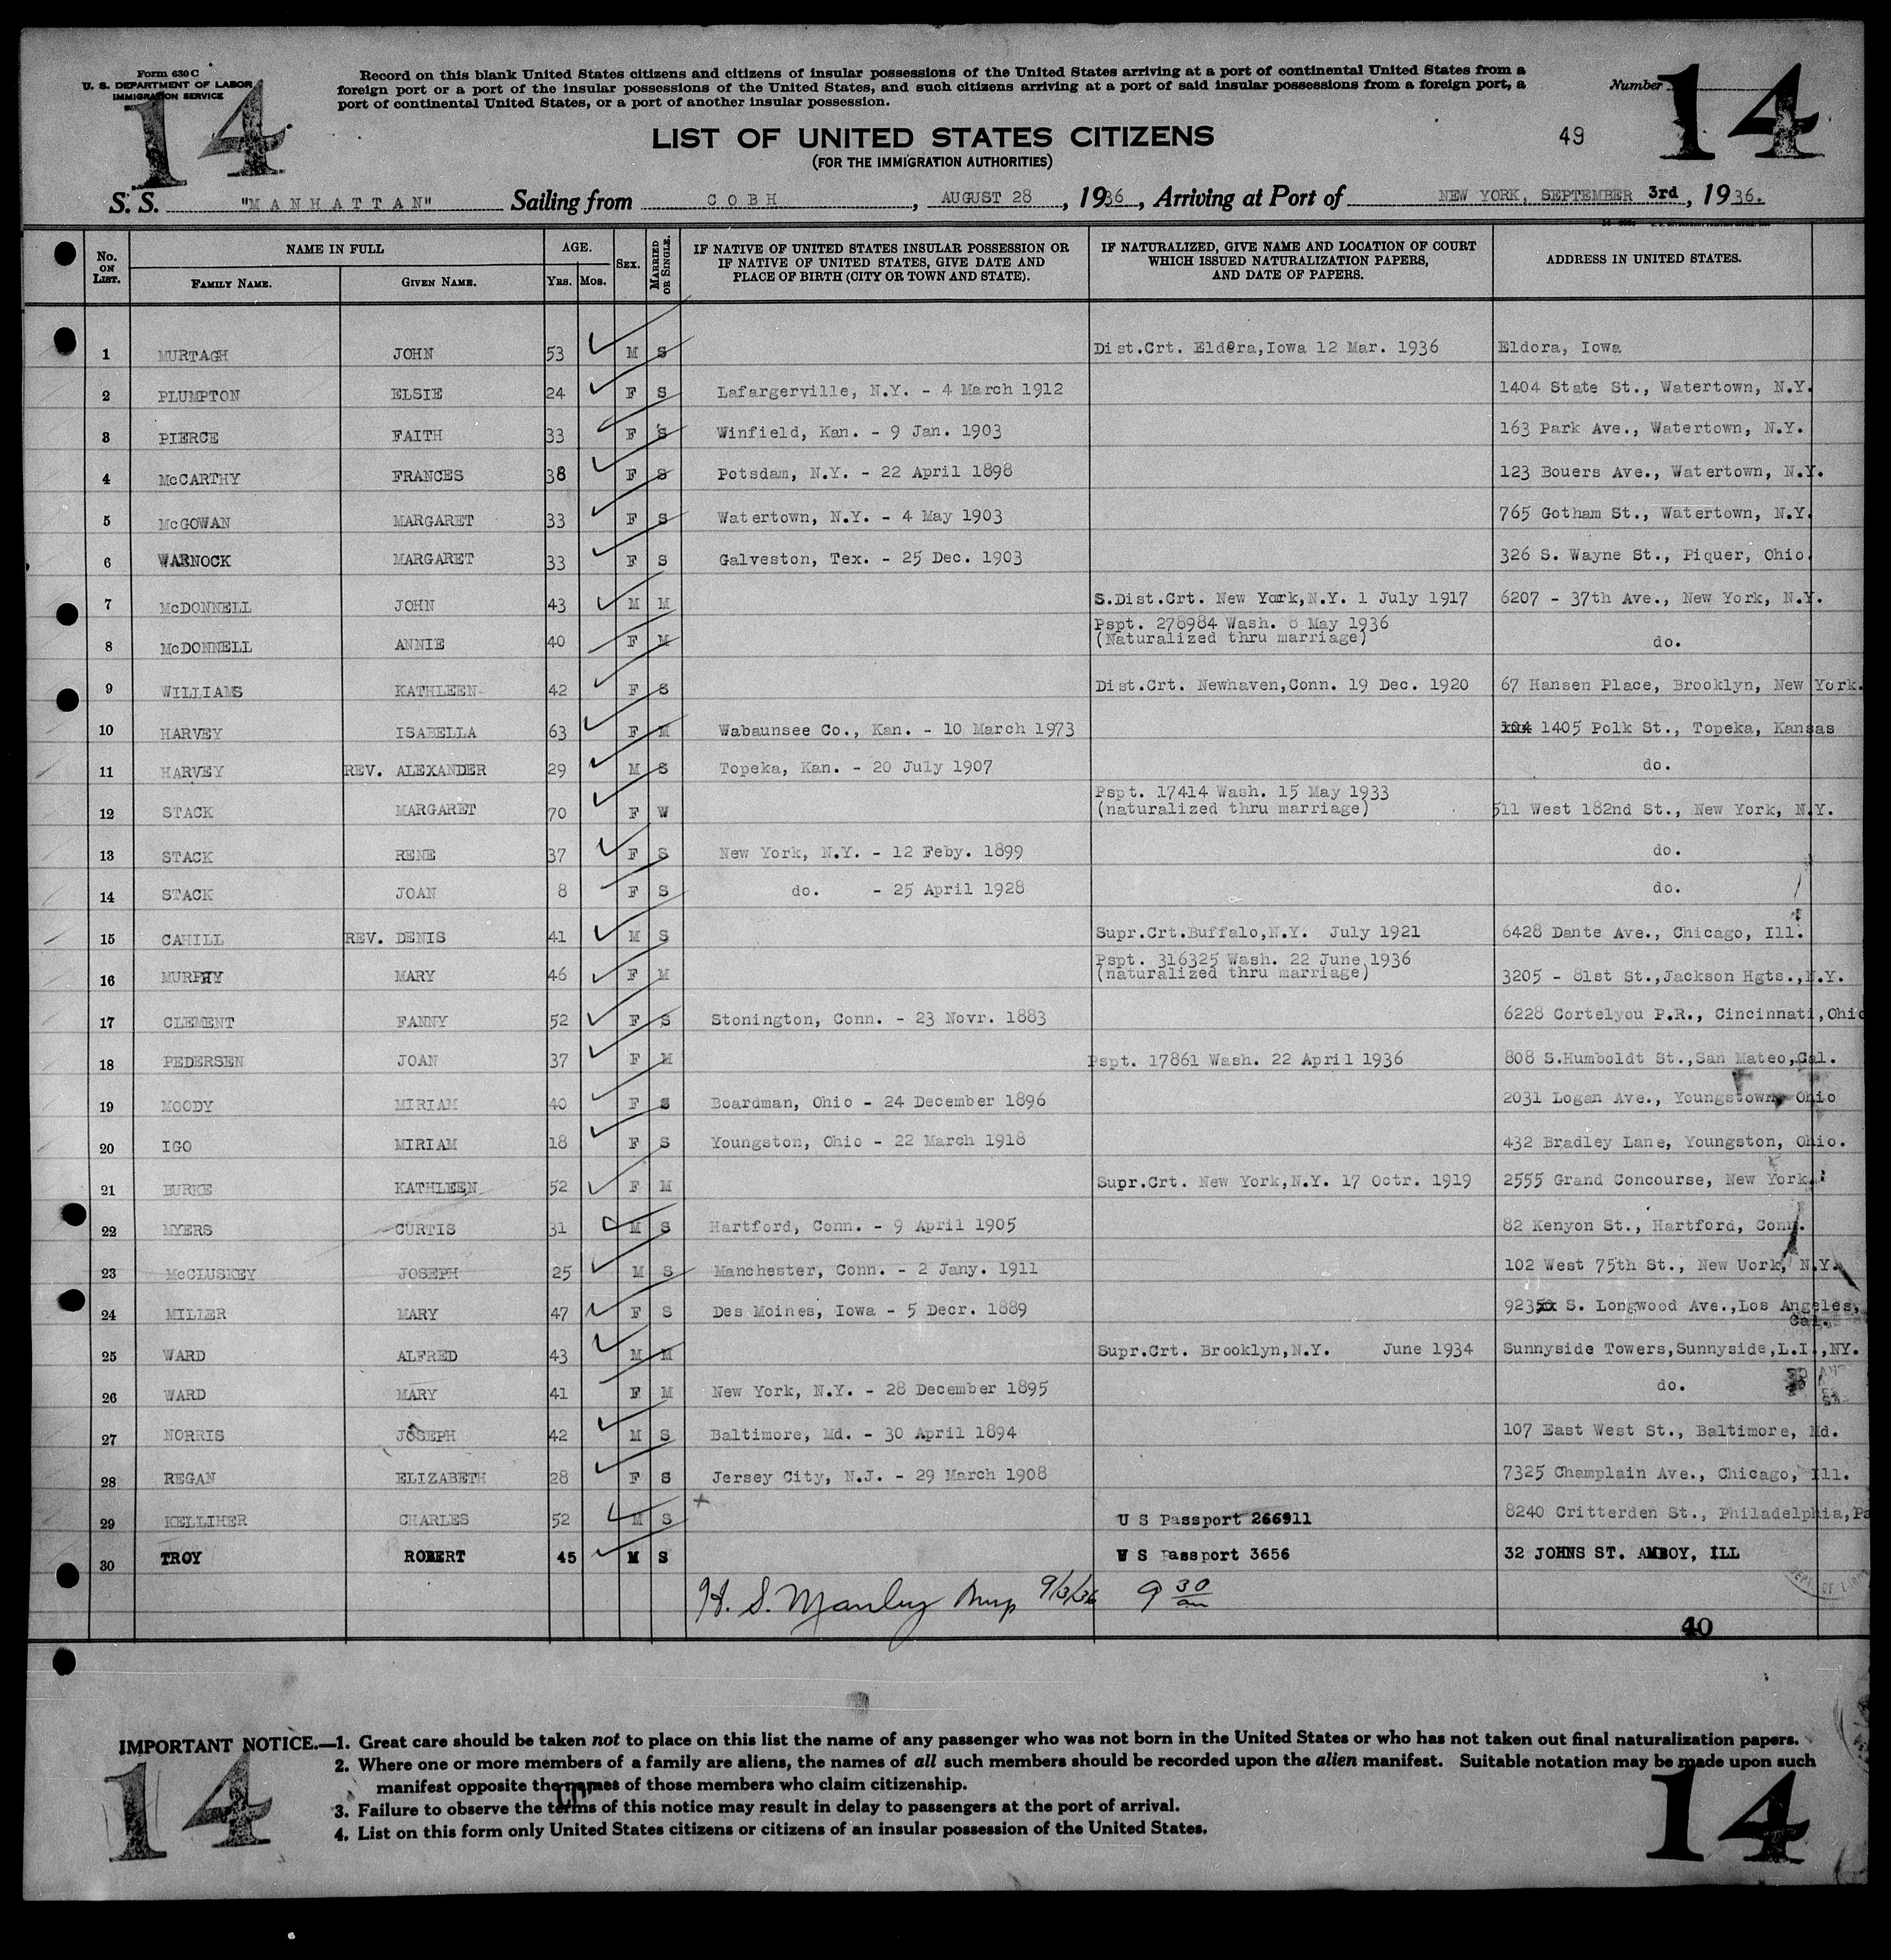 Form 630 C
U. S. DEPARTMENT OF LABOR
IMMIGRATION SERVICE
14
Record on this blank United States citizens and citizens of insular possessions of the United States arriving at a port of continental United States from a
foreign port or a port of the insular possessions of the United States, and such citizens arriving at a port of said insular possessions from a foreign port, a
port of continental United States, or a port of another insular possession.
Number
14
LIST OF UNITED STATES CITIZENS
49
(FOR THE IMMIGRATION AUTHORITIES)
S. S. "MANHATTAN" Sailing from COBH, AUGUST 28, 1936, Arriving at Port of NEW YORK, SEPTEMBER 3rd, 1936.
No. ON LIST. NAME IN FULL FAMILY NAME. GIVEN NAME. AGE. YRS. MOS. SEX. MARRIED OR SINGLE. IF NATIVE OF UNITED STATES INSULAR POSSESSION OR IF NATIVE OF UNITED STATES, GIVE DATE AND PLACE OF BIRTH (CITY OR TOWN AND STATE). IF NATURALIZED, GIVE NAME AND LOCATION OF COURT WHICH ISSUED NATURALIZATION PAPERS, AND DATE OF PAPERS. ADDRESS IN UNITED STATES.
1 MURTAGH JOHN 53 M S Dist.Crt. Eldera,Iowa 12 Mar. 1936 Eldora, Iowa
2 PLUMPTON ELSIE 24 F S Lafargerville, N.Y. - 4 March 1912 1404 State St., Watertown, N.Y.
3 PIERCE FAITH 33 F S Winfield, Kan. - 9 Jan. 1903 163 Park Ave., Watertown, N.Y.
4 McCARTHY FRANCES 38 F S Potsdam, N.Y. - 22 April 1898 123 Bouers Ave., Watertown, N.Y.
5 McGOWAN MARGARET 33 F S Watertown, N.Y. - 4 May 1903 765 Gotham St., Watertown, N.Y.
6 WARNOCK MARGARET 33 F S Galveston, Tex. - 25 Dec. 1903 326 S. Wayne St., Piquer, Ohio.
7 McDONNELL JOHN 43 M M S.Dist.Crt. New York,N.Y. 1 July 1917 6207 - 37th Ave., New York, N.Y.
8 McDONNELL ANNIE 40 F M Pspt. 278984 Wash. 8 May 1936 (Naturalized thru marriage) do.
9 WILLIAMS KATHLEEN 42 F S Dist.Crt. Newhaven,Conn. 19 Dec. 1920 67 Hansen Place, Brooklyn, New York.
10 HARVEY ISABELLA 63 F M Wabaunsee Co., Kan. - 10 March 1973 104 1405 Polk St., Topeka, Kansas
11 HARVEY REV. ALEXANDER 29 M S Topeka, Kan. - 20 July 1907 do.
12 STACK MARGARET 70 F W Pspt. 17414 Wash. 15 May 1933 (naturalized thru marriage) 511 West 182nd St., New York, N.Y.
13 STACK RENE 37 F S New York, N.Y. - 12 Feby. 1899 do.
14 STACK JOAN 8 F S do. - 25 April 1928 do.
15 CAHILL REV. DENIS 41 M S Supr.Crt.Buffalo,N.Y. July 1921 6428 Dante Ave., Chicago, Ill.
16 MURPHY MARY 46 F M Pspt. 316325 Wash. 22 June 1936 (naturalized thru marriage) 3205 - 81st St.,Jackson Hgts.,N.Y.
17 CLEMENT FANNY 52 F S Stonington, Conn. - 23 Novr. 1883 6228 Cortelyou P.R., Cincinnati,Ohio
18 PEDERSEN JOAN 37 F M Pspt. 17861 Wash. 22 April 1936 808 S.Humboldt St.,San Mateo,Cal.
19 MOODY MIRIAM 40 F S Boardman, Ohio - 24 December 1896 2031 Logan Ave., Youngstown, Ohio
20 IGO MIRIAM 18 F S Youngston, Ohio - 22 March 1918 432 Bradley Lane, Youngston, Ohio.
21 BURKE KATHLEEN 52 F M Supr.Crt. New York,N.Y. 17 Octr. 1919 2555 Grand Concourse, New York.
22 MYERS CURTIS 31 M S Hartford, Conn. - 9 April 1905 82 Kenyon St., Hartford, Conn.
23 McCLUSKEY JOSEPH 25 M S Manchester, Conn. - 2 Jany. 1911 102 West 75th St., New Uork, N.Y.
24 MILLER MARY 47 F S Des Moines, Iowa - 5 Decr. 1889 923 S. Longwood Ave.,Los Angeles, Cal.
25 WARD ALFRED 43 M M Supr.Crt. Brooklyn,N.Y. June 1934 Sunnyside Towers,Sunnyside,L.I.,NY.
26 WARD MARY 41 F M New York, N.Y. - 28 December 1895 do.
27 NORRIS JOSEPH 42 M S Baltimore, Md. - 30 April 1894 107 East West St., Baltimore, Md.
28 REGAN ELIZABETH 28 F S Jersey City, N.J. - 29 March 1908 7325 Champlain Ave., Chicago, Ill.
29 KELLIHER CHARLES 52 M S U S Passport 266911 8240 Critterden St., Philadelphia,Pa
30 TROY ROBERT 45 M S U S Passport 3656 32 JOHNS ST. AMBOY, ILL
H. S. Manley 9/3/36 9 30 am
40
IMPORTANT NOTICE.—1. Great care should be taken not to place on this list the name of any passenger who was not born in the United States or who has not taken out final naturalization papers.
2. Where one or more members of a family are aliens, the names of all such members should be recorded upon the alien manifest. Suitable notation may be made upon such
manifest opposite the names of those members who claim citizenship.
3. Failure to observe the terms of this notice may result in delay to passengers at the port of arrival.
4. List on this form only United States citizens or citizens of an insular possession of the United States.
14
14